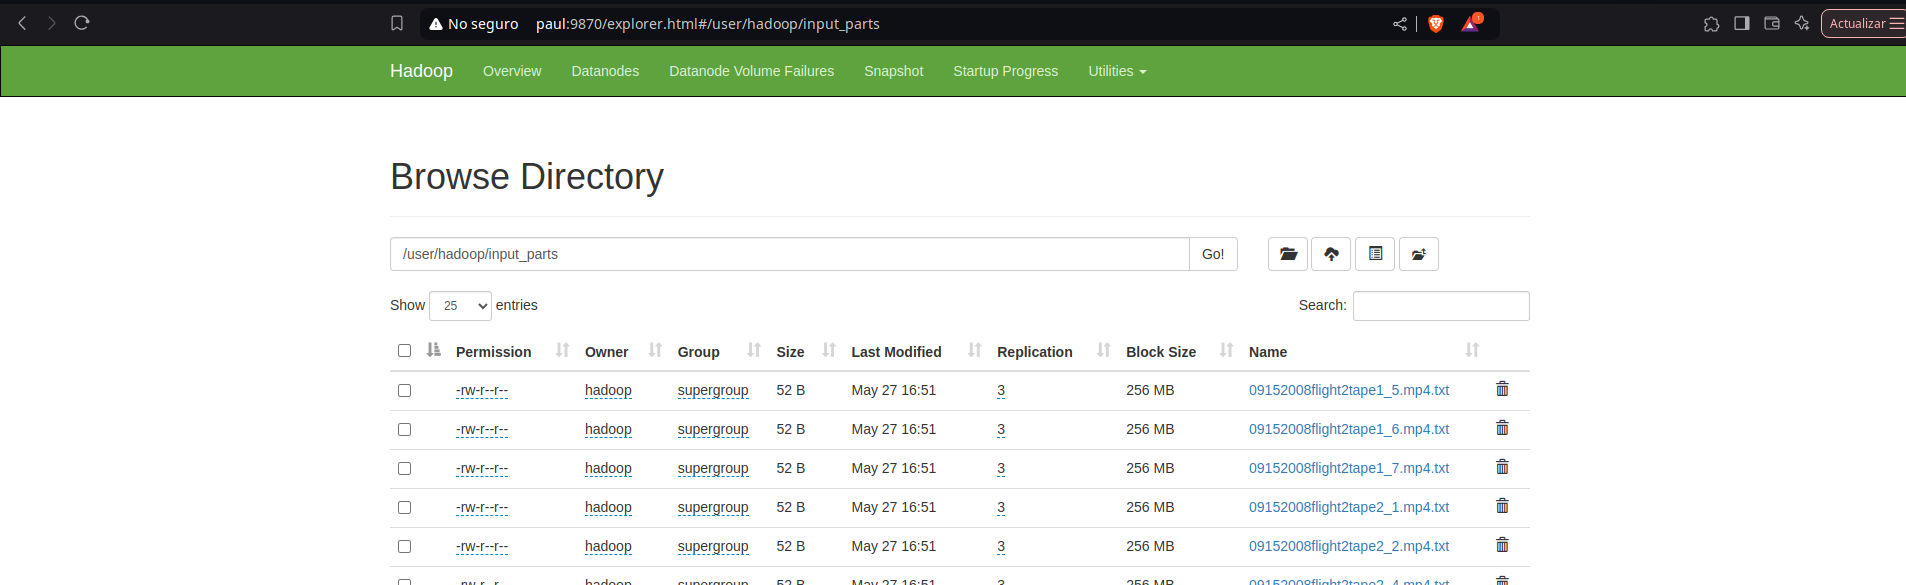 No seguro paul:9870/explorer.html#/user/hadoop/input_parts Actualizar
Hadoop Overview Datanodes Datanode Volume Failures Snapshot Startup Progress Utilities
Browse Directory
/user/hadoop/input_parts Go!
Show 25 entries Search:
Permission Owner Group Size Last Modified Replication Block Size Name
-rw-r--r-- hadoop supergroup 52 B May 27 16:51 3 256 MB 09152008flight2tape1_5.mp4.txt
-rw-r--r-- hadoop supergroup 52 B May 27 16:51 3 256 MB 09152008flight2tape1_6.mp4.txt
-rw-r--r-- hadoop supergroup 52 B May 27 16:51 3 256 MB 09152008flight2tape1_7.mp4.txt
-rw-r--r-- hadoop supergroup 52 B May 27 16:51 3 256 MB 09152008flight2tape2_1.mp4.txt
-rw-r--r-- hadoop supergroup 52 B May 27 16:51 3 256 MB 09152008flight2tape2_2.mp4.txt
-rw-r--r-- hadoop supergroup 52 B May 27 16:51 3 256 MB 09152008flight2tape2_4.mp4.txt